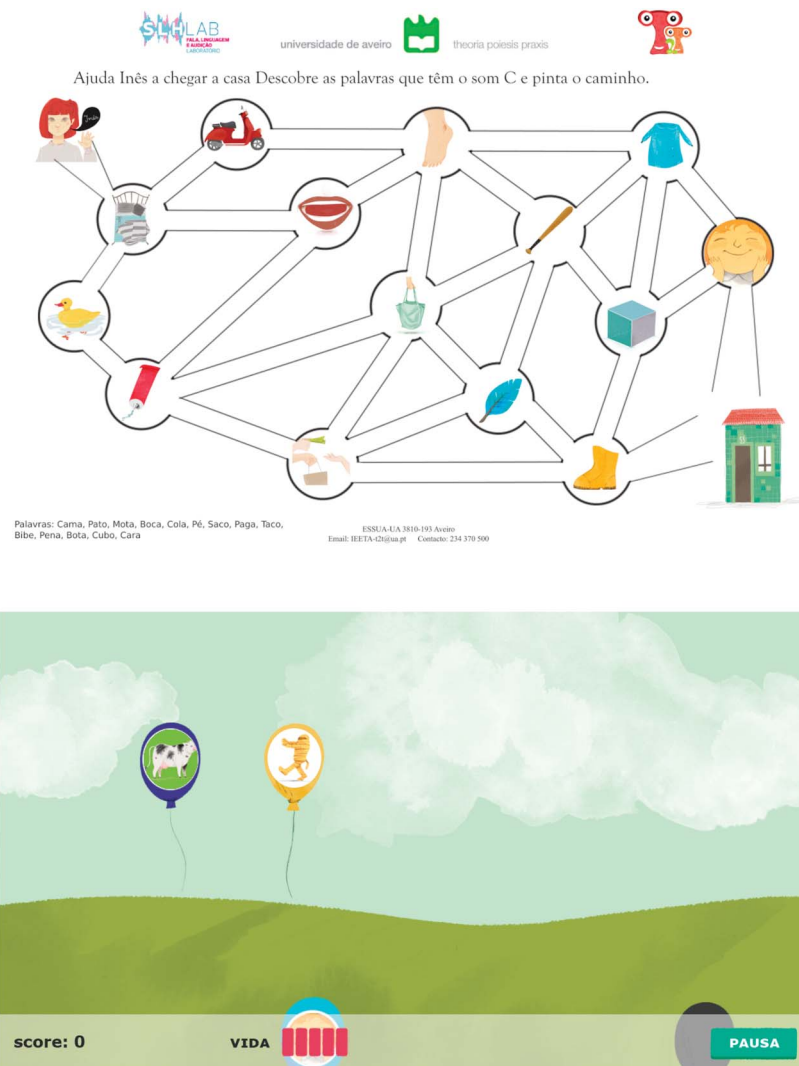 SLHLAB
FALA, LINGUAGEM
E AUDIÇÃO
LABORATÓRIO
universidade de aveiro
theoria poiesis praxis
Ajuda Inês a chegar a casa Descobre as palavras que têm o som C e pinta o caminho.
Inês
Palavras: Cama, Pato, Mota, Boca, Cola, Pé, Saco, Paga, Taco,
Bibe, Pena, Bota, Cubo, Cara
ESSUA-UA 3810-193 Aveiro
Email: IEETA-t2t@ua.pt Contacto: 234 370 500
score: 0
VIDA
PAUSA